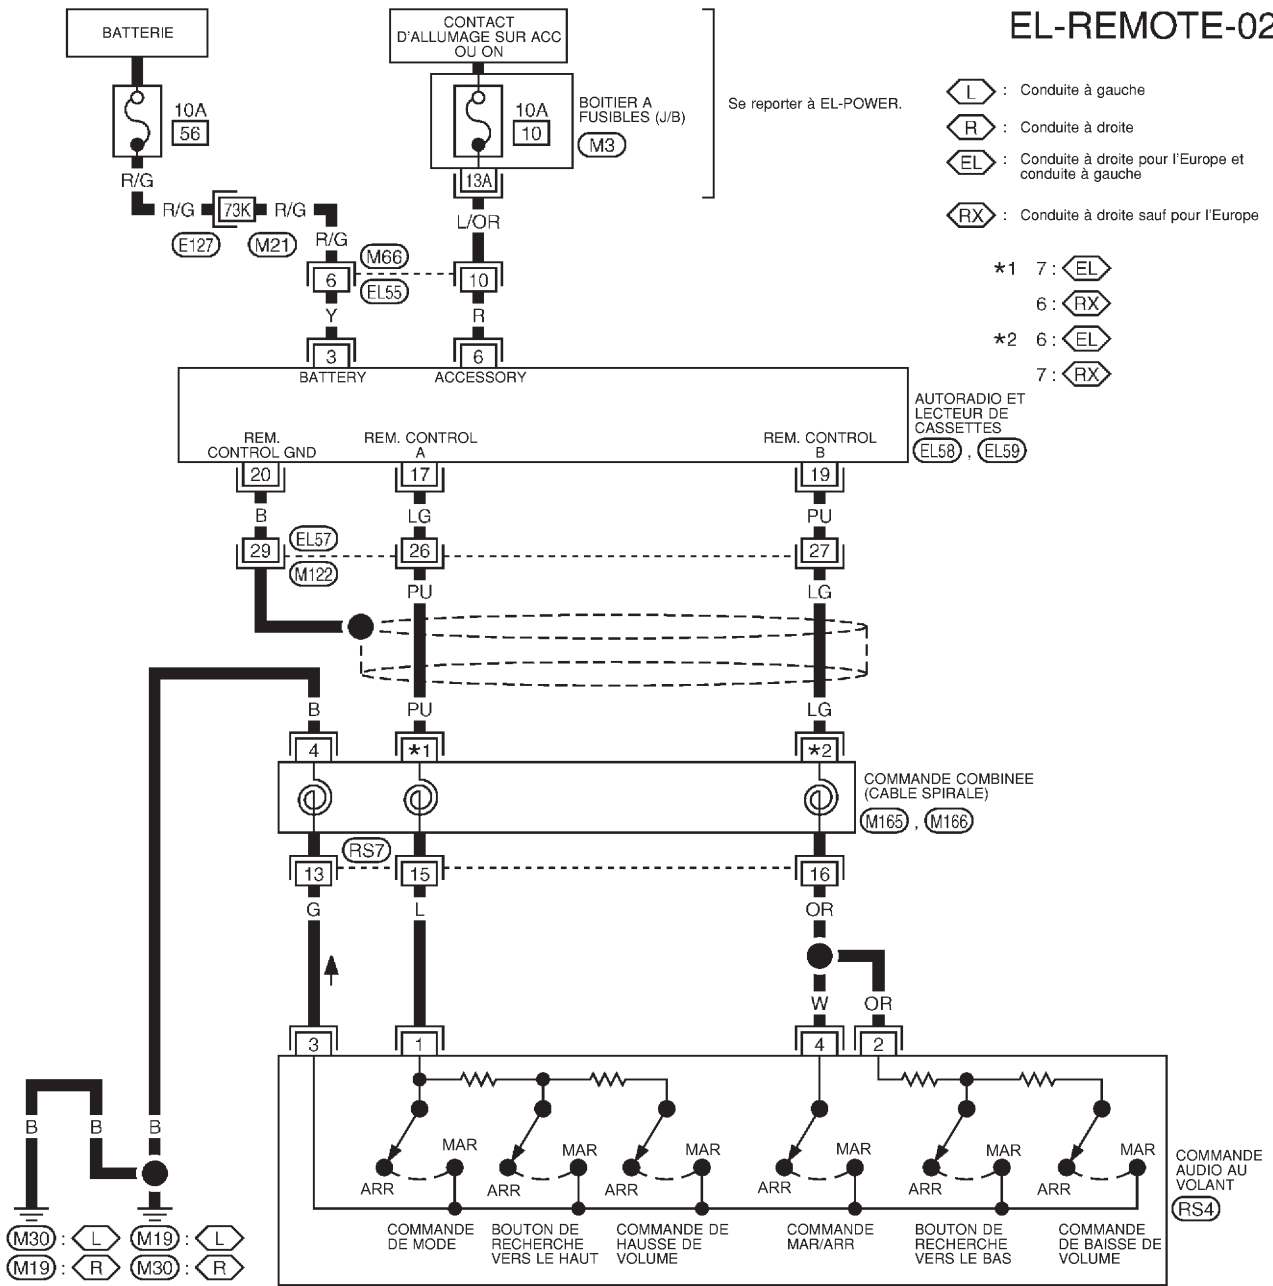 EL-REMOTE-02
BATTERIE
CONTACT
D'ALLUMAGE SUR ACC
OU ON
10A
56
10A
10
BOITIER A
FUSIBLES (J/B)
M3
Se reporter à EL-POWER.
L : Conduite à gauche
R : Conduite à droite
EL : Conduite à droite pour l'Europe et
conduite à gauche
RX : Conduite à droite sauf pour l'Europe
*1 7 : EL
6 : RX
*2 6 : EL
7 : RX
R/G
13A
R/G
73K
R/G
L/OR
E127
M21
R/G
M66
6
10
EL55
Y
R
3
6
BATTERY
ACCESSORY
AUTORADIO ET
LECTEUR DE
CASSETTES
EL58 , EL59
REM.
CONTROL GND
REM. CONTROL
A
REM. CONTROL
B
20
17
19
B
LG
PU
EL57
29
26
27
M122
PU
LG
B
PU
LG
4
*1
*2
COMMANDE COMBINEE
(CABLE SPIRALE)
M165 , M166
RS7
13
15
16
G
L
OR
W
OR
3
1
4
2
B
B
B
MAR
MAR
MAR
MAR
MAR
MAR
ARR
ARR
ARR
ARR
ARR
ARR
COMMANDE
AUDIO AU
VOLANT
RS4
COMMANDE
DE MODE
BOUTON DE
RECHERCHE
VERS LE HAUT
COMMANDE DE
HAUSSE DE
VOLUME
COMMANDE
MAR/ARR
BOUTON DE
RECHERCHE
VERS LE BAS
COMMANDE
DE BAISSE DE
VOLUME
M30 : L
M19 : L
M19 : R
M30 : R